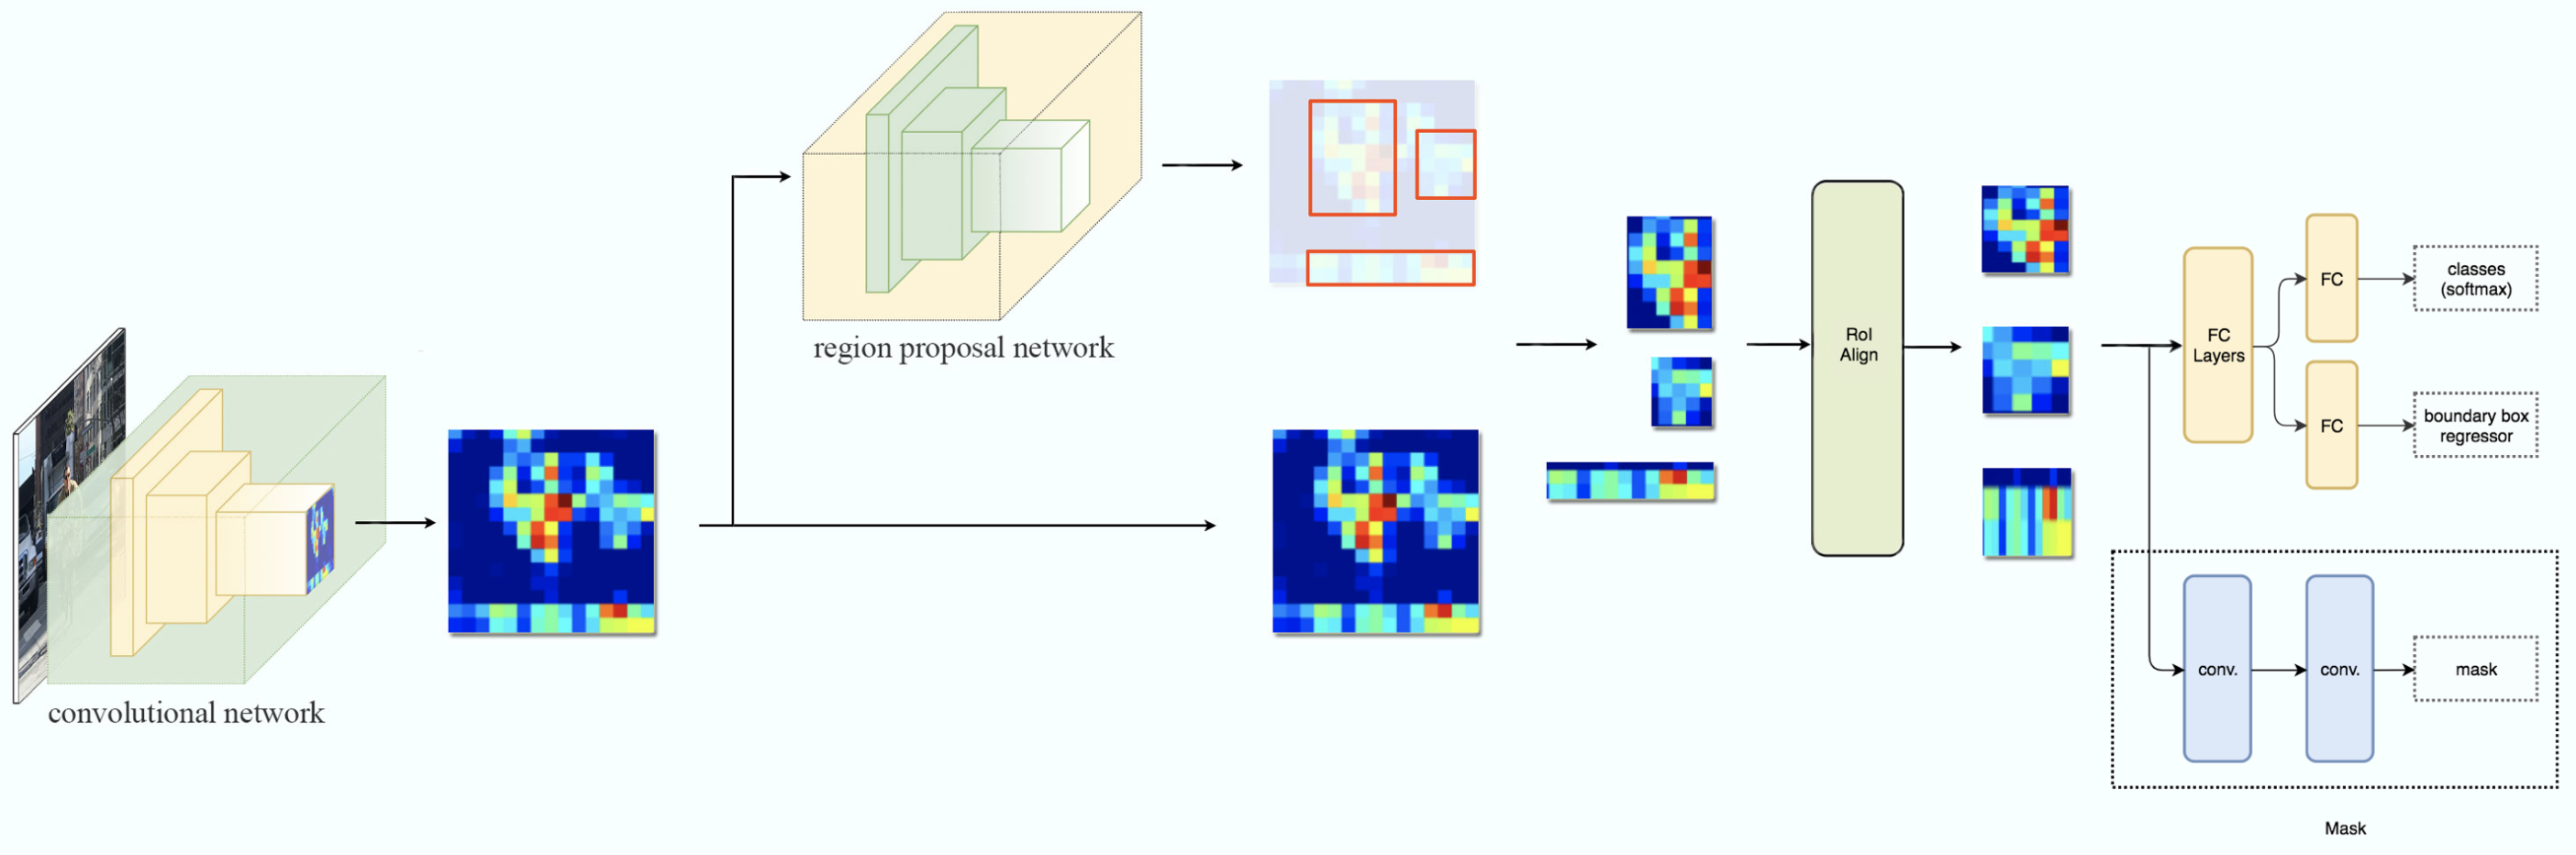 convolutional network
region proposal network
RoI
Align
FC
Layers
FC
classes
(softmax)
FC
boundary box
regressor
conv.
conv.
mask
Mask